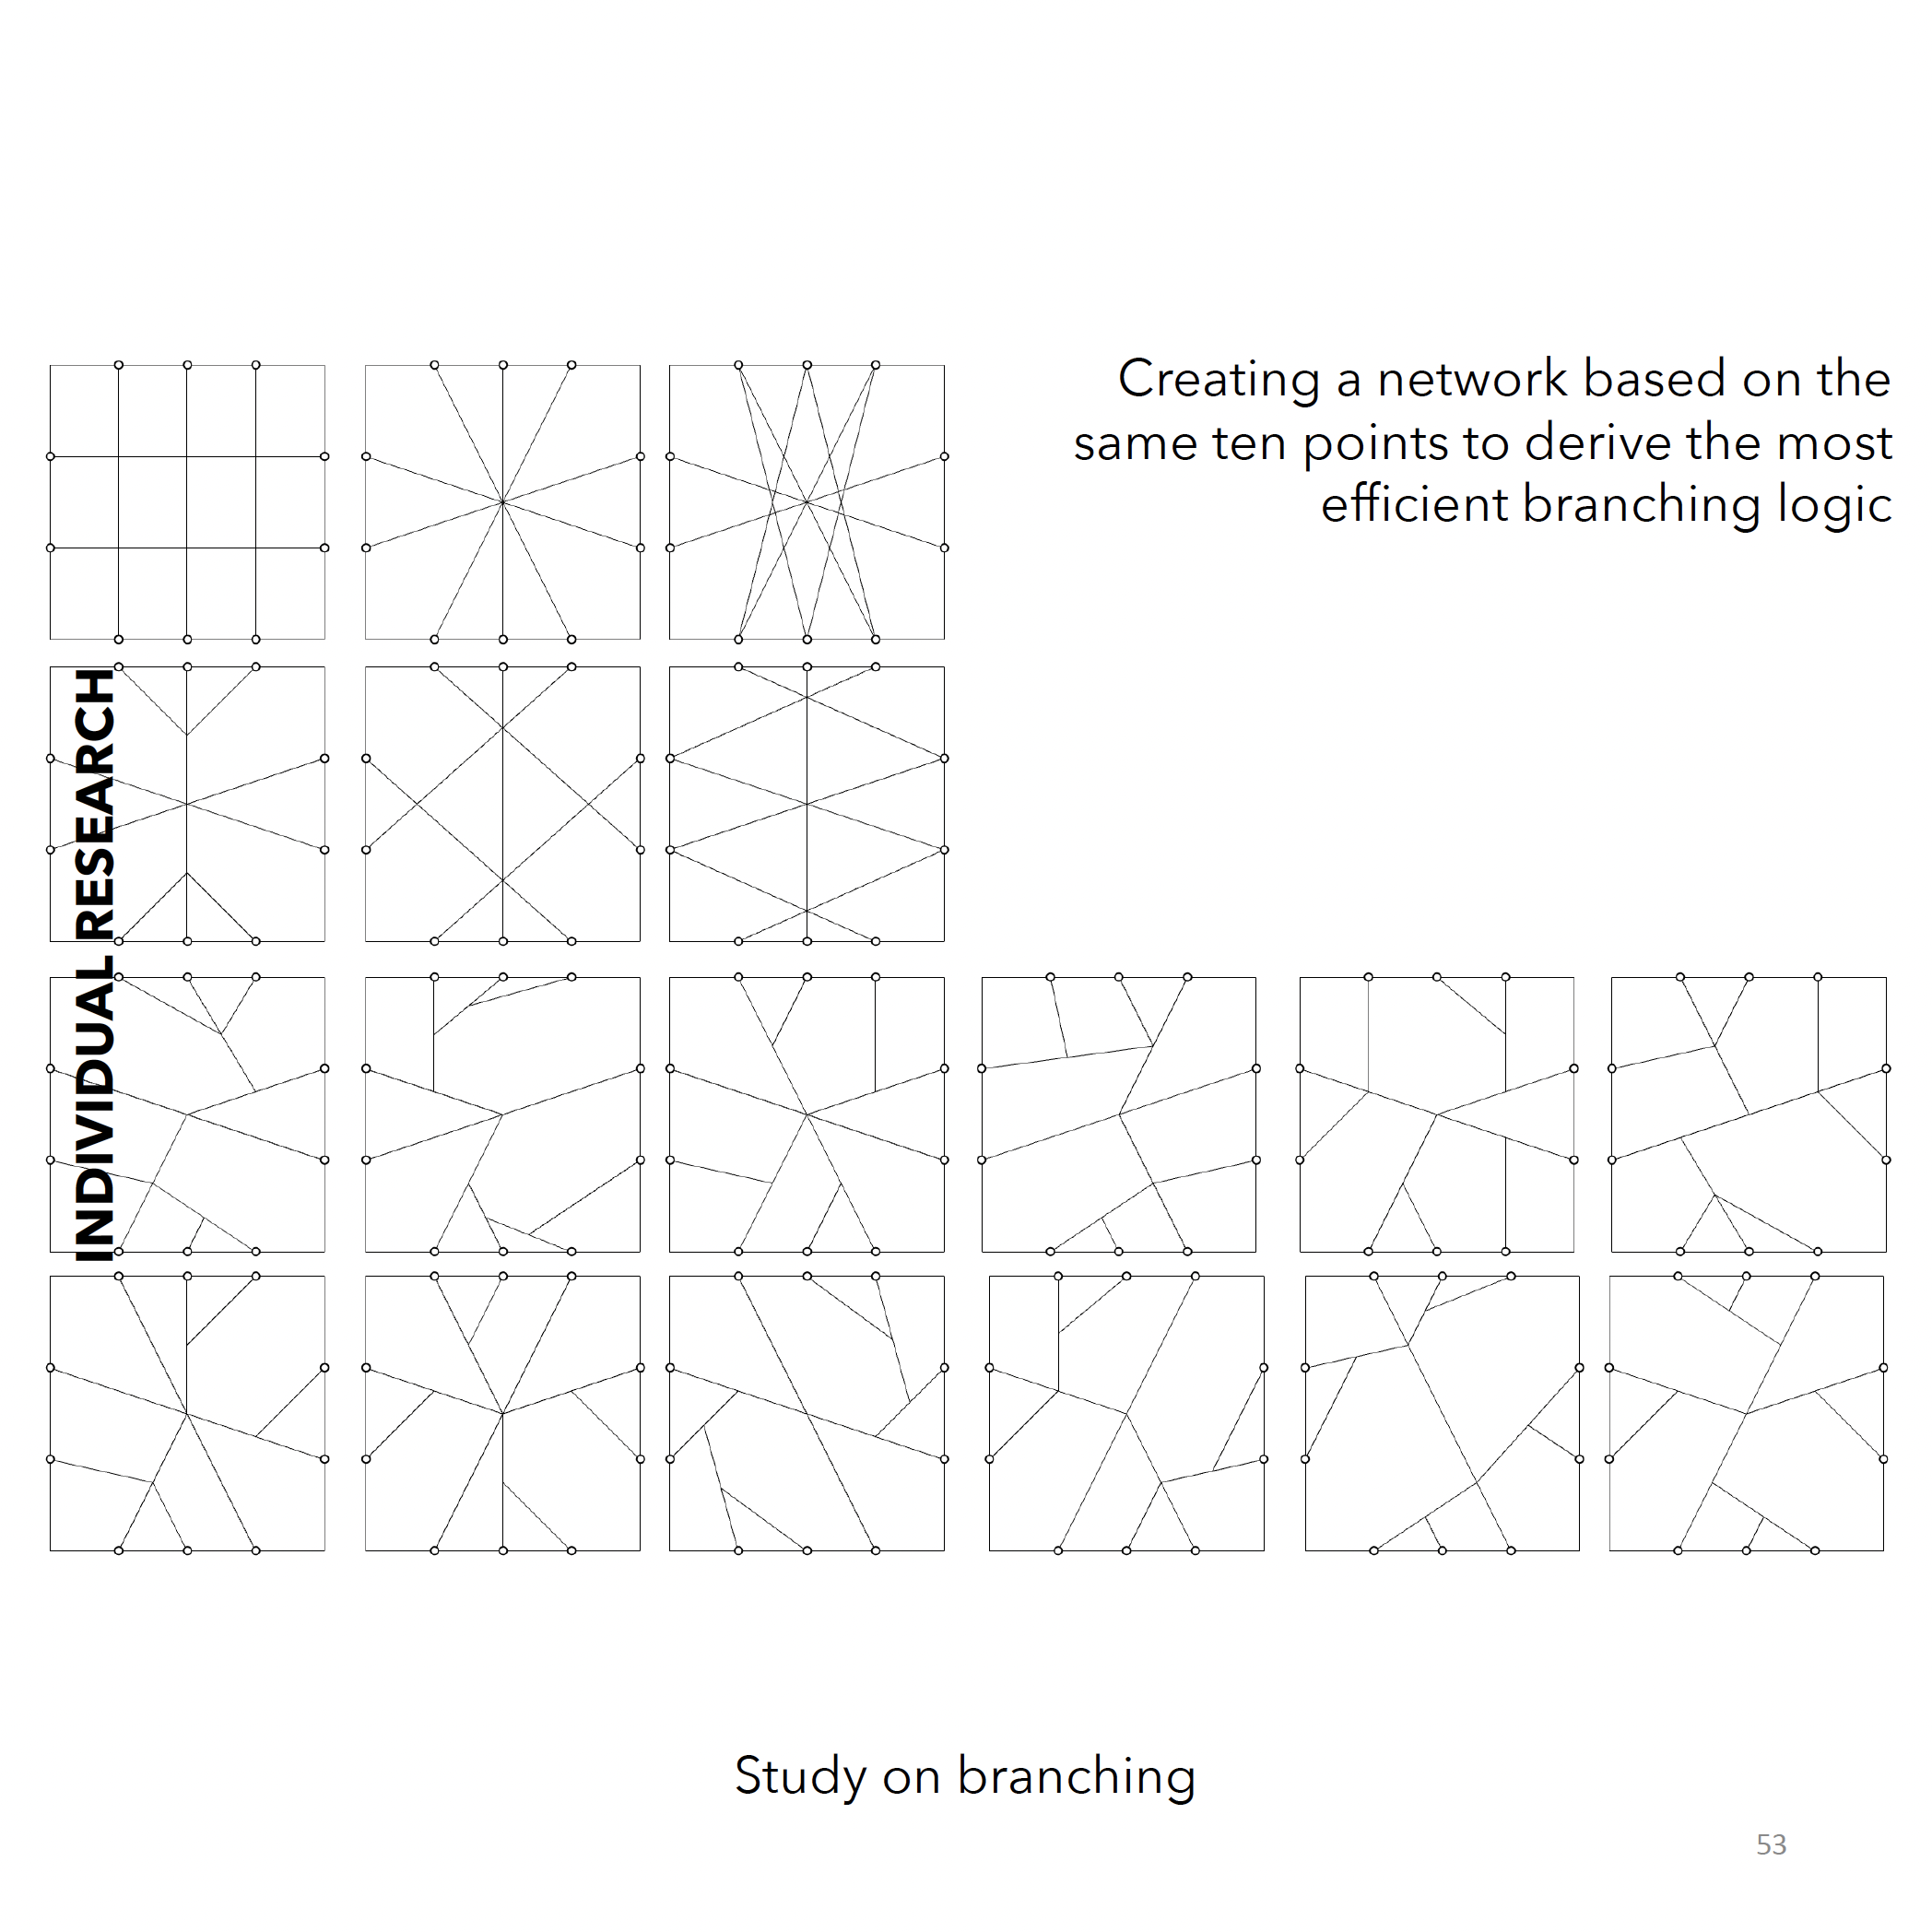 Creating a network based on the
same ten points to derive the most
efficient branching logic
INDIVIDUAL RESEARCH
Study on branching
53